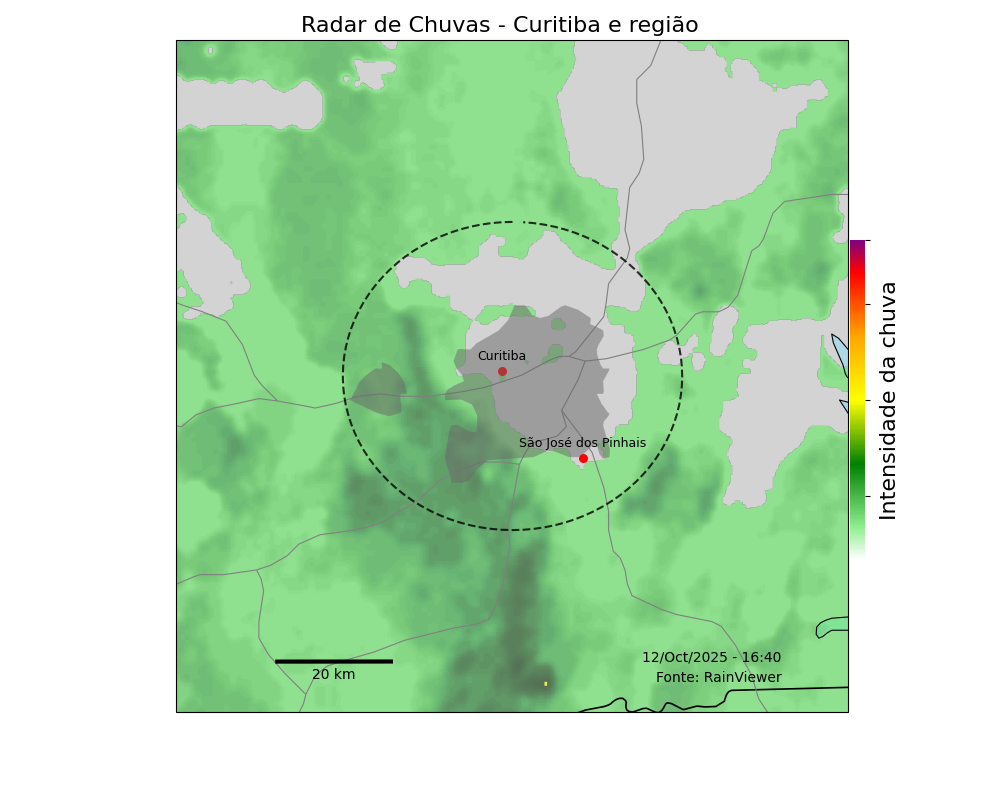 Radar de Chuvas - Curitiba e região
Curitiba
São José dos Pinhais
Intensidade da chuva
12/Oct/2025 - 16:40
Fonte: RainViewer
20 km